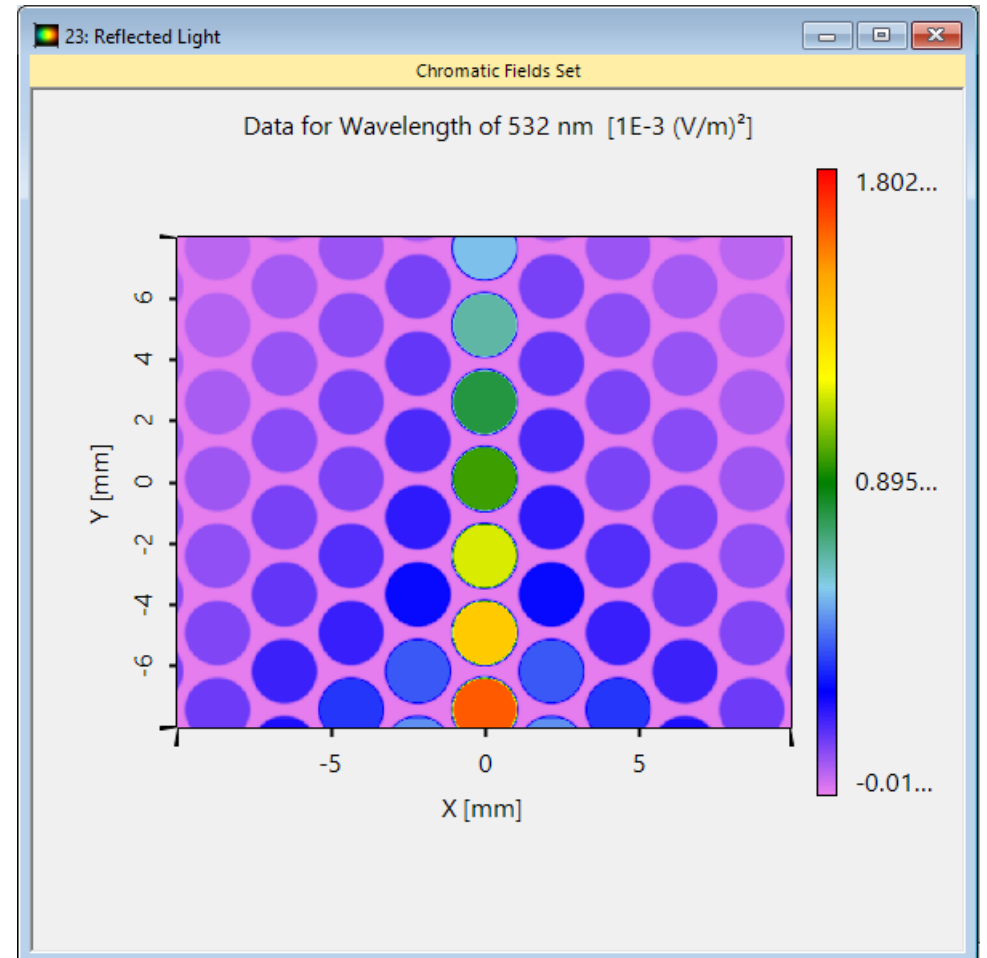 23: Reflected Light
Chromatic Fields Set
Data for Wavelength of 532 nm [1E-3 (V/m)²]
1.802...
0.895...
-0.01...
Y [mm]
6
4
2
0
-2
-4
-6
-5
0
5
X [mm]